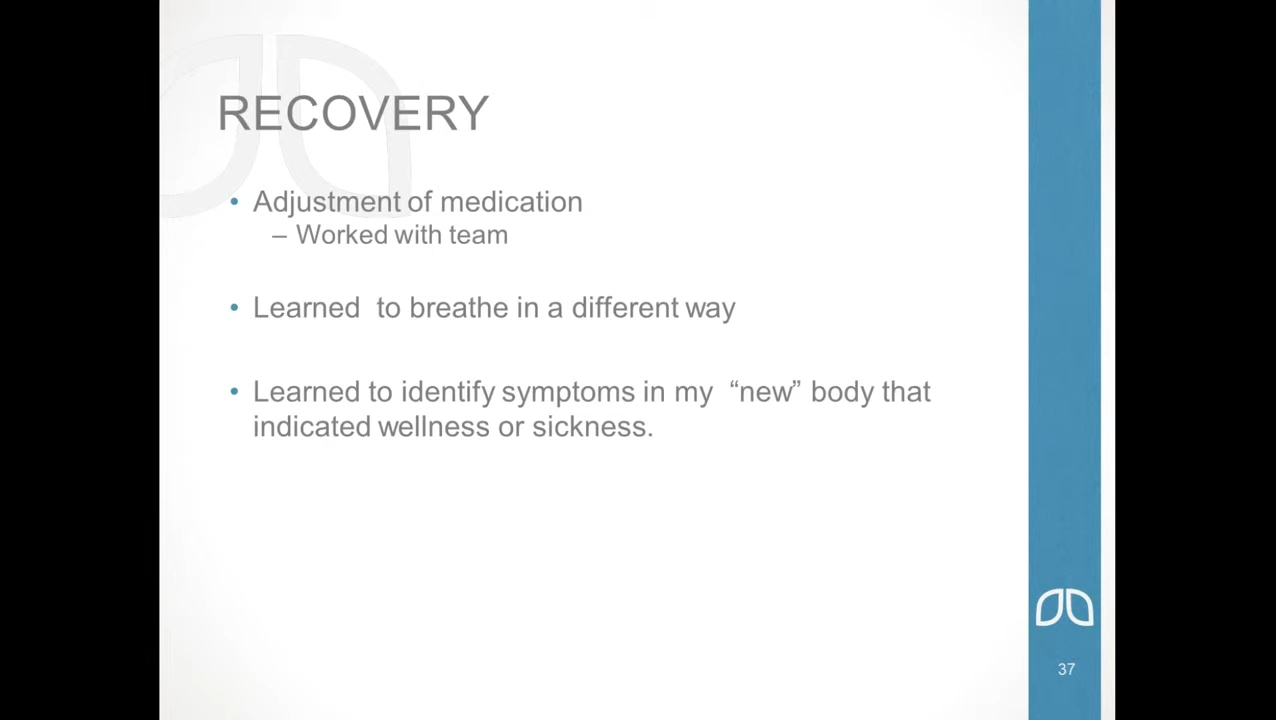 RECOVERY
• Adjustment of medication
– Worked with team
• Learned  to breathe in a different way
• Learned to identify symptoms in my  “new” body that
indicated wellness or sickness.
37